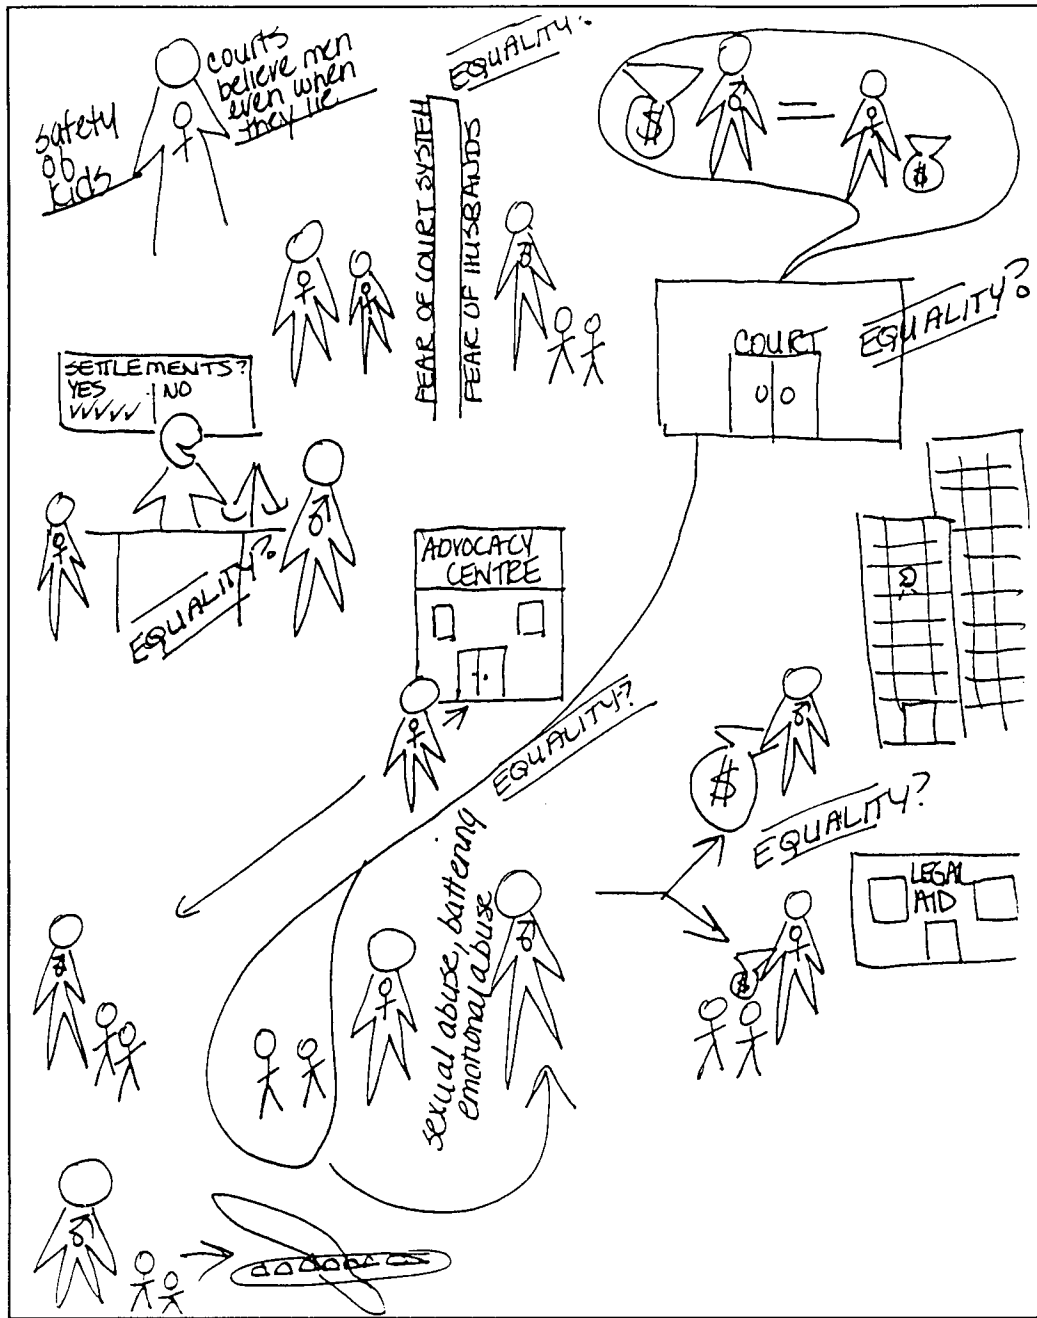 safety
of
kids
courts
believe men
even when
they lie
EQUALITY?
FEAR OF COURT SYSTEM
FEAR OF HUSBANDS
$
=
$
COURT
EQUALITY?
SETTLEMENTS?
YES
NO
✓✓✓✓✓
EQUALITY?
ADVOCACY
CENTRE
EQUALITY?
$
EQUALITY?
LEGAL
AID
$
sexual abuse, battering
emotional abuse